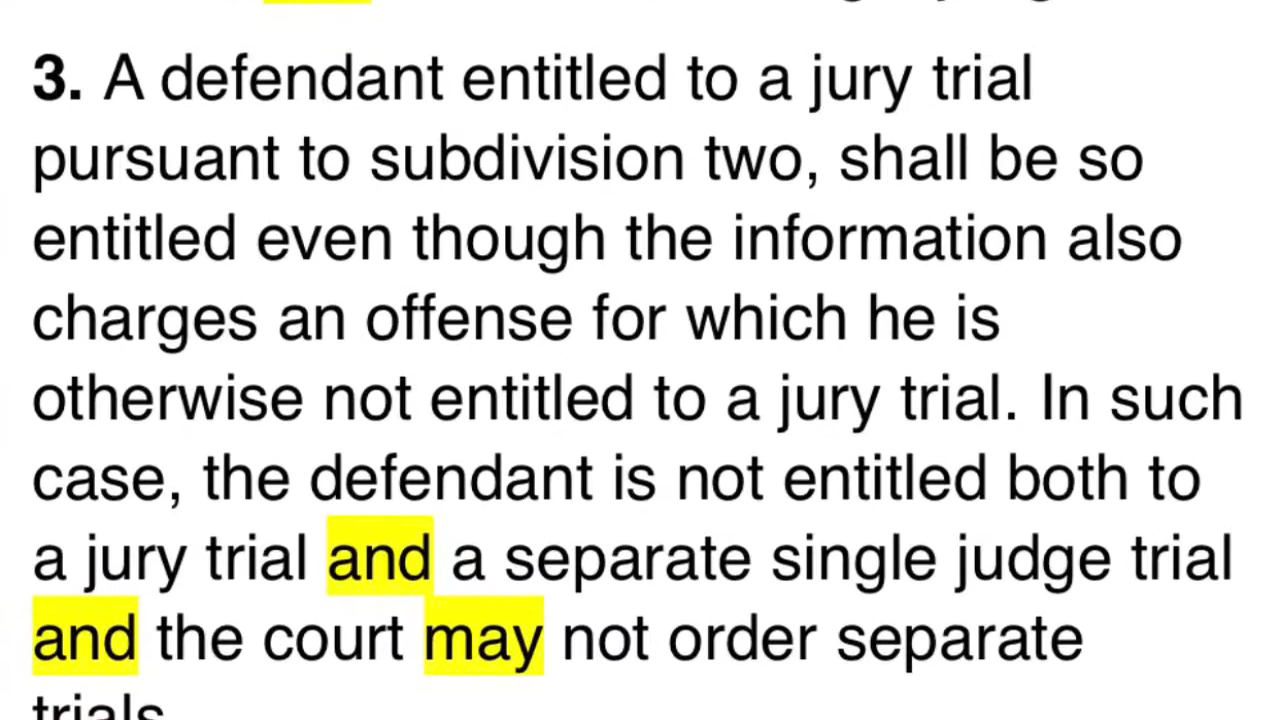 3. A defendant entitled to a jury trial
pursuant to subdivision two, shall be so
entitled even though the information also
charges an offense for which he is
otherwise not entitled to a jury trial. In such
case, the defendant is not entitled both to
a jury trial and a separate single judge trial
and the court may not order separate
trials.